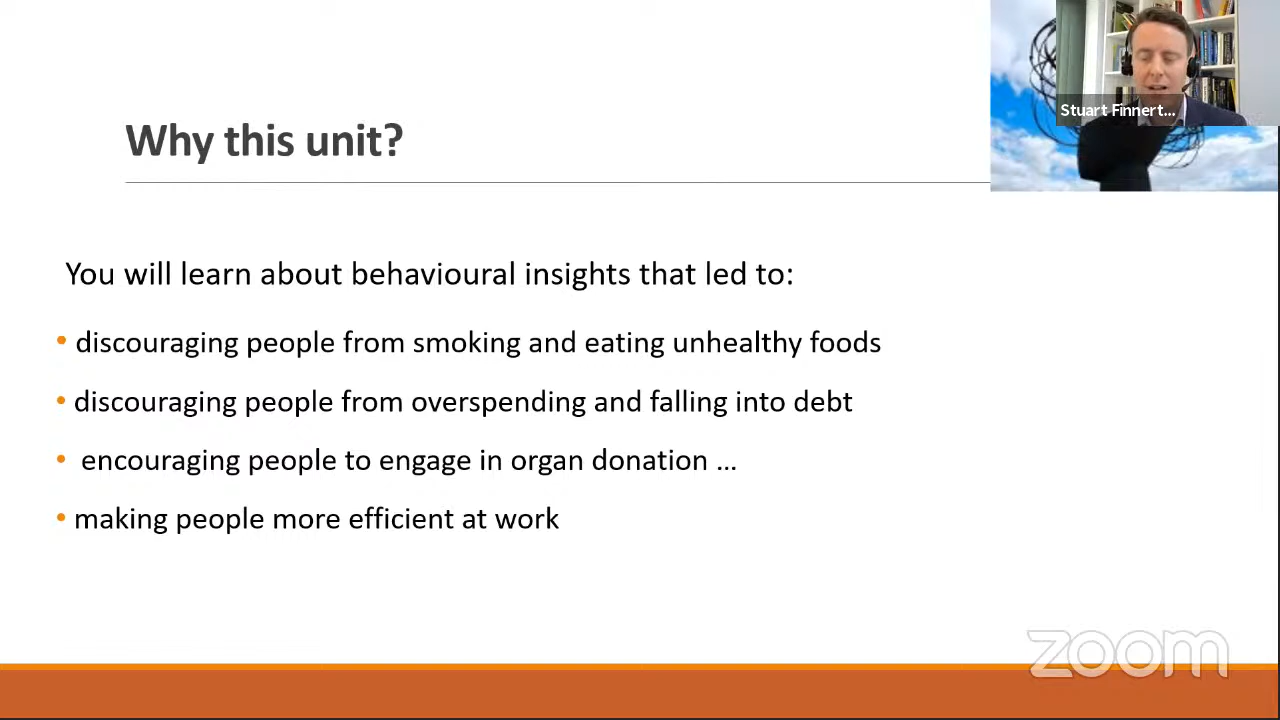 Stuart Finnert...
Why this unit?
You will learn about behavioural insights that led to:
• discouraging people from smoking and eating unhealthy foods
• discouraging people from overspending and falling into debt
• encouraging people to engage in organ donation ...
• making people more efficient at work
zoom